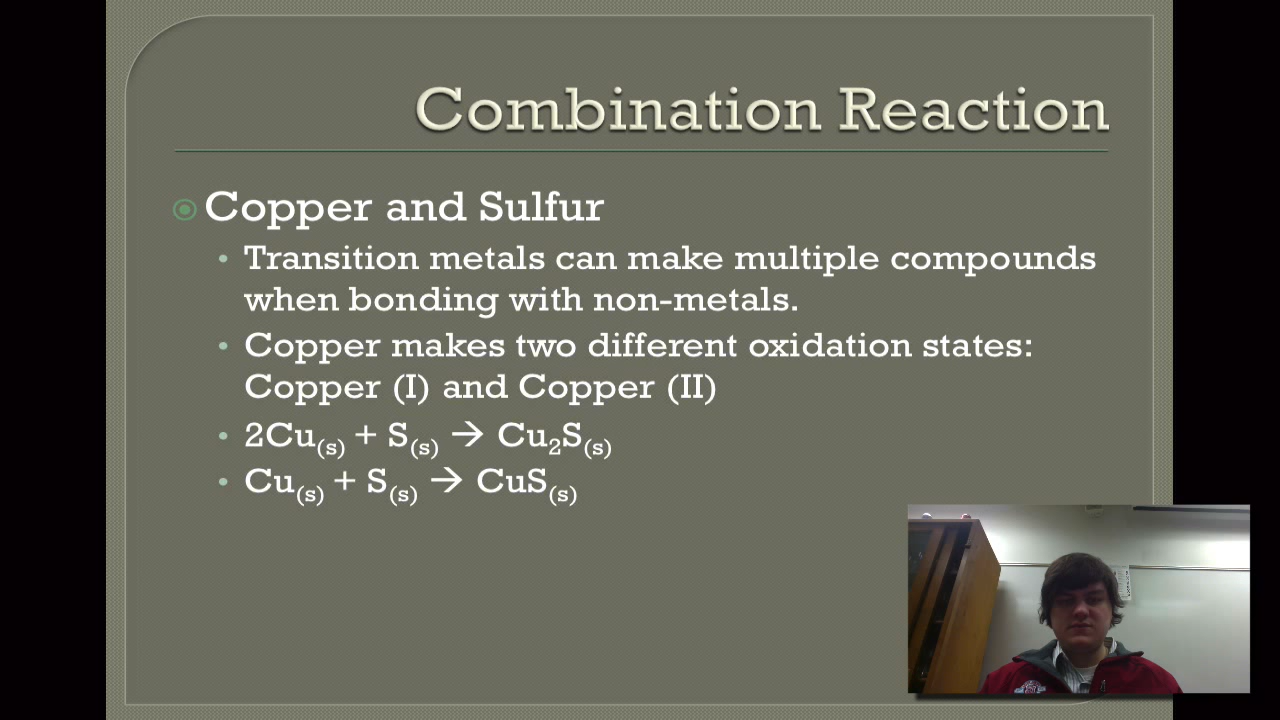 Combination Reaction
Copper and Sulfur
Transition metals can make multiple compounds
when bonding with non-metals.
Copper makes two different oxidation states:
Copper (I) and Copper (II)
2Cu(s) + S(s) → Cu2S(s)
Cu(s) + S(s) → CuS(s)